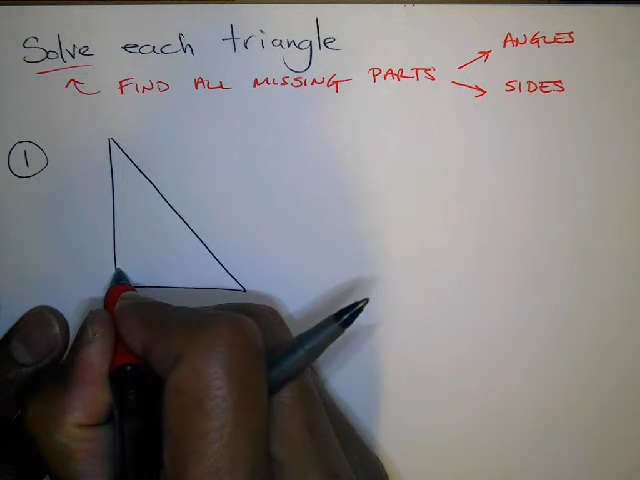 Solve each triangle
FIND ALL MISSING PARTS
ANGLES
SIDES
1